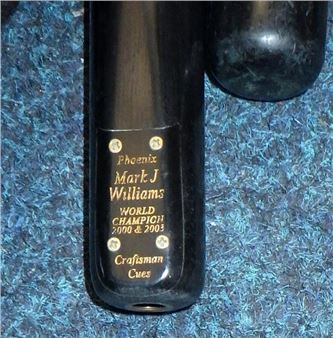 Phoenix
Mark J
Williams
WORLD
CHAMPION
2000 & 2003
Craftsman
Cues